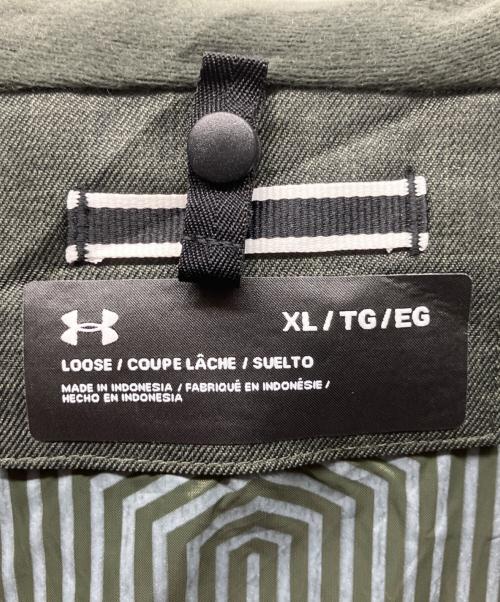 XL / TG / EG
LOOSE / COUPE LÂCHE / SUELTO
MADE IN INDONESIA / FABRIQUÉ EN INDONÉSIE /
HECHO EN INDONESIA